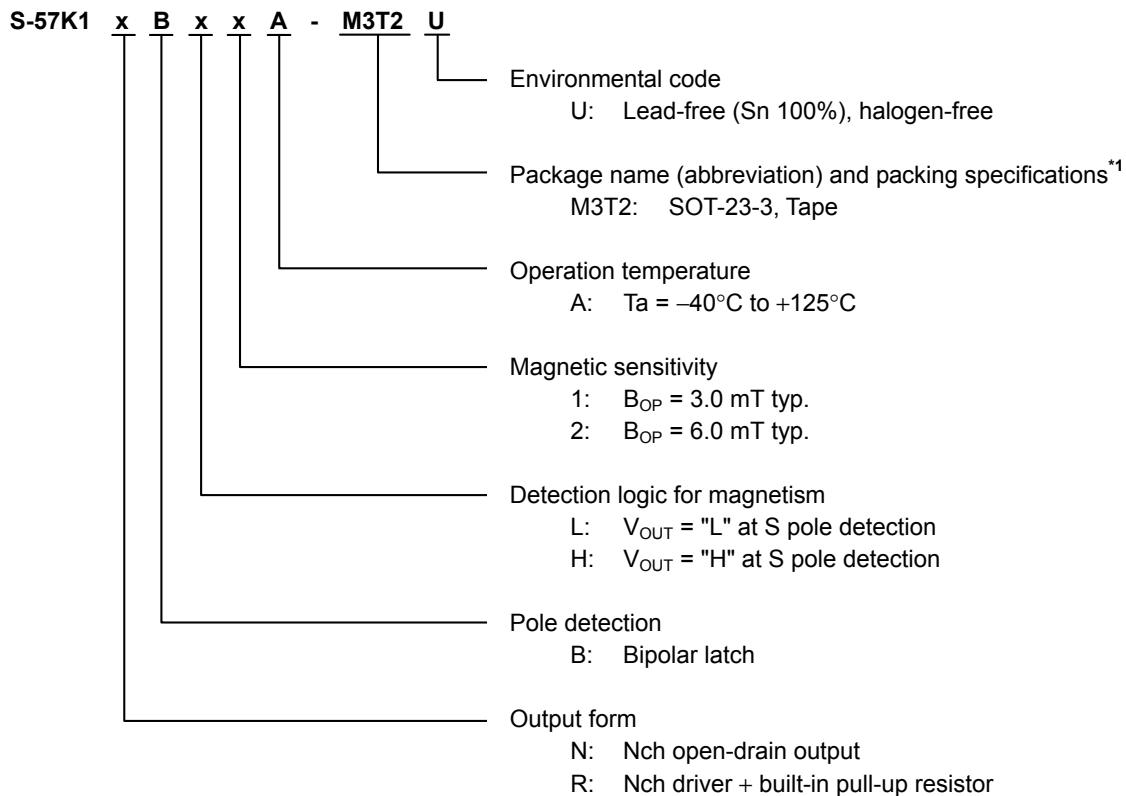 S-57K1 x B x x A - M3T2 U
Environmental code
U: Lead-free (Sn 100%), halogen-free
Package name (abbreviation) and packing specifications*1
M3T2: SOT-23-3, Tape
Operation temperature
A: Ta = −40°C to +125°C
Magnetic sensitivity
1: BOP = 3.0 mT typ.
2: BOP = 6.0 mT typ.
Detection logic for magnetism
L: VOUT = "L" at S pole detection
H: VOUT = "H" at S pole detection
Pole detection
B: Bipolar latch
Output form
N: Nch open-drain output
R: Nch driver + built-in pull-up resistor